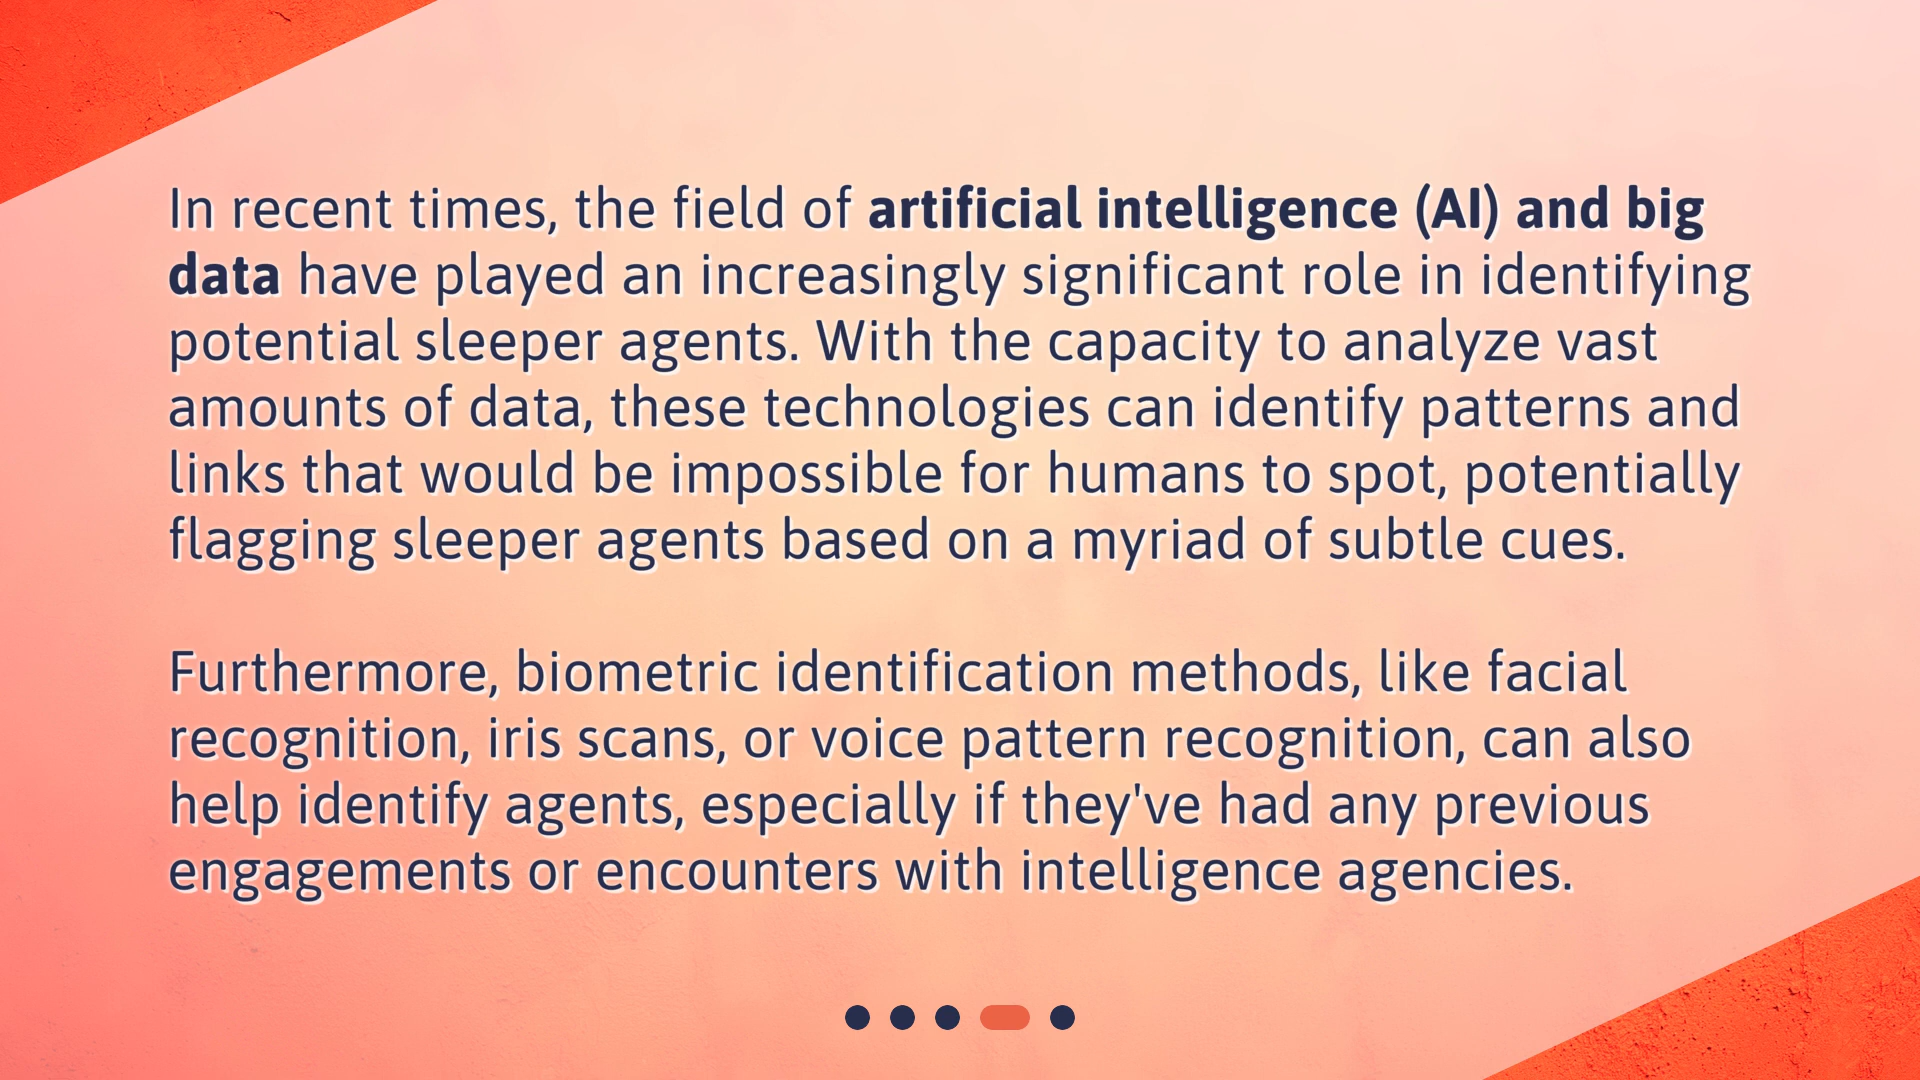 In recent times, the field of artificial intelligence (AI) and big
data have played an increasingly significant role in identifying
potential sleeper agents. With the capacity to analyze vast
amounts of data, these technologies can identify patterns and
links that would be impossible for humans to spot, potentially
flagging sleeper agents based on a myriad of subtle cues.
Furthermore, biometric identification methods, like facial
recognition, iris scans, or voice pattern recognition, can also
help identify agents, especially if they've had any previous
engagements or encounters with intelligence agencies.